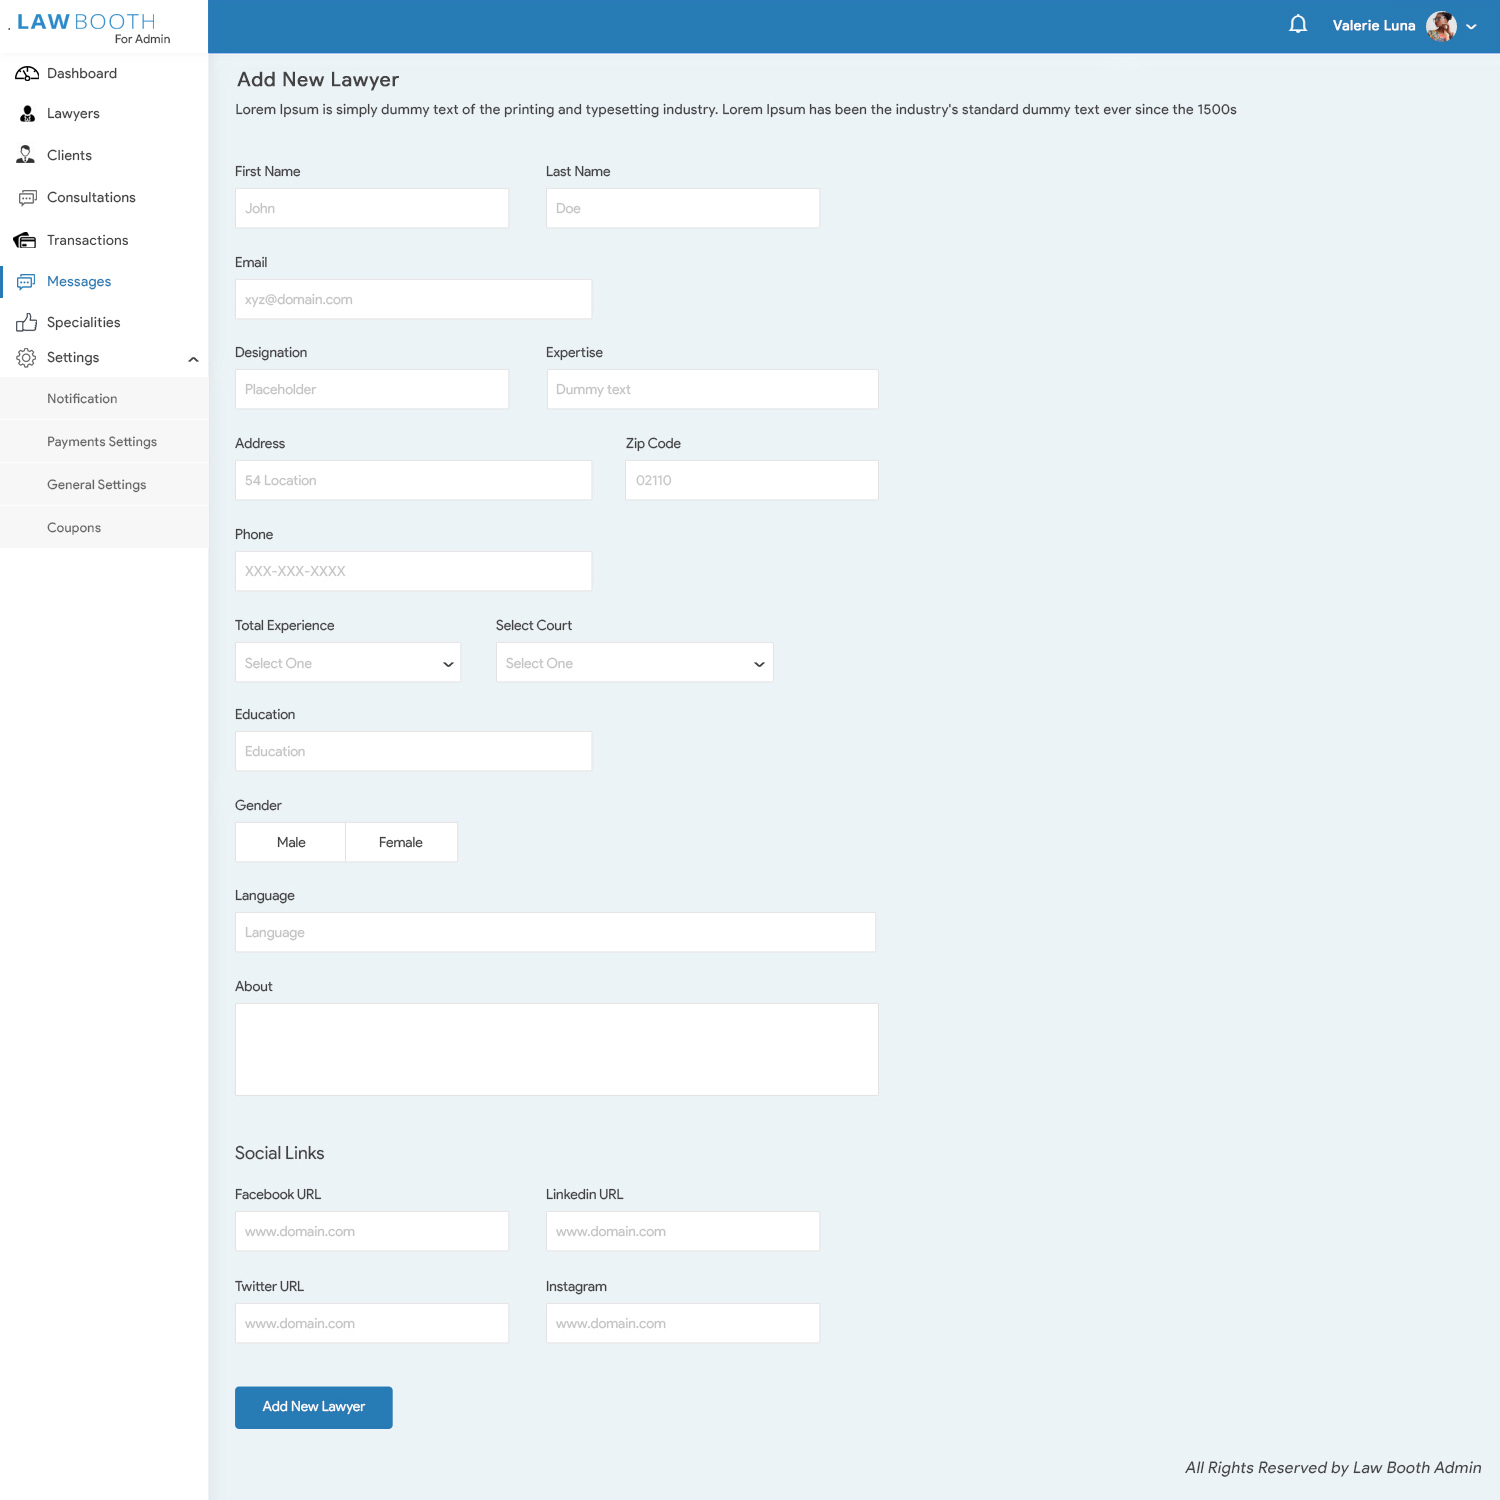 LAWBOOTH
For Admin
Valerie Luna
Dashboard
Lawyers
Clients
Consultations
Transactions
Messages
Specialities
Settings
Notification
Payments Settings
General Settings
Coupons
Add New Lawyer
Lorem Ipsum is simply dummy text of the printing and typesetting industry. Lorem Ipsum has been the industry's standard dummy text ever since the 1500s
First Name
Last Name
John
Doe
Email
xyz@domain.com
Designation
Expertise
Placeholder
Dummy text
Address
Zip Code
54 Location
02110
Phone
XXX-XXX-XXXX
Total Experience
Select Court
Select One
Select One
Education
Education
Gender
Male
Female
Language
Language
About
Social Links
Facebook URL
Linkedin URL
www.domain.com
www.domain.com
Twitter URL
Instagram
www.domain.com
www.domain.com
Add New Lawyer
All Rights Reserved by Law Booth Admin